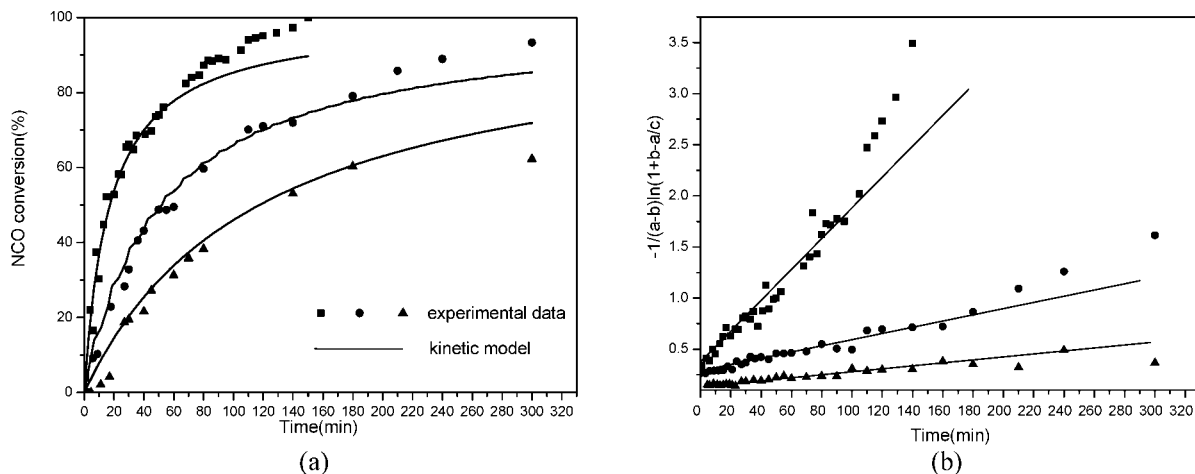 NCO conversion(%)
100
80
60
40
20
0
0 20 40 60 80 100 120 140 160 180 200 220 240 260 280 300 320
Time(min)
experimental data
kinetic model
(a)
-1/(a-b)ln(1+b-a/c)
3.5
3.0
2.5
2.0
1.5
1.0
0.5
0 20 40 60 80 100 120 140 160 180 200 220 240 260 280 300 320
Time(min)
(b)